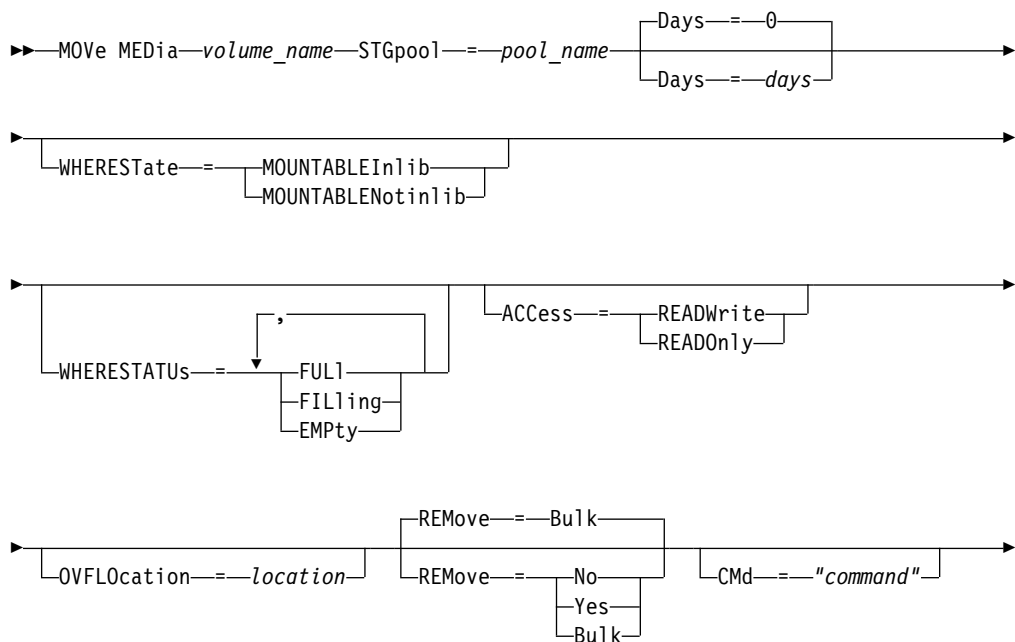 Days = 0
MOVe MEDia volume_name STGpool = pool_name
Days = days
WHERESTate = MOUNTABLEInlib
MOUNTABLENotinlib
,
WHERESTATUs = FULl
FILling
EMPty
ACCess = READWrite
READOnly
OVFLOcation = location
REMove = Bulk
REMove = No
Yes
Bulk
CMd = "command"